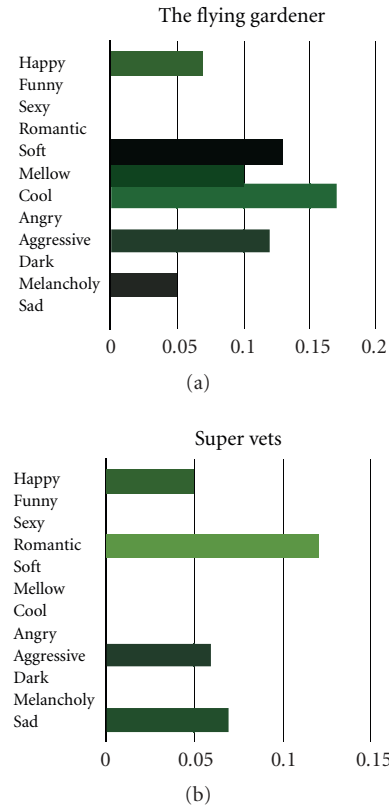 The flying gardener
Happy
Funny
Sexy
Romantic
Soft
Mellow
Cool
Angry
Aggressive
Dark
Melancholy
Sad
0 0.05 0.1 0.15 0.2
(a)
Super vets
Happy
Funny
Sexy
Romantic
Soft
Mellow
Cool
Angry
Aggressive
Dark
Melancholy
Sad
0 0.05 0.1 0.15
(b)